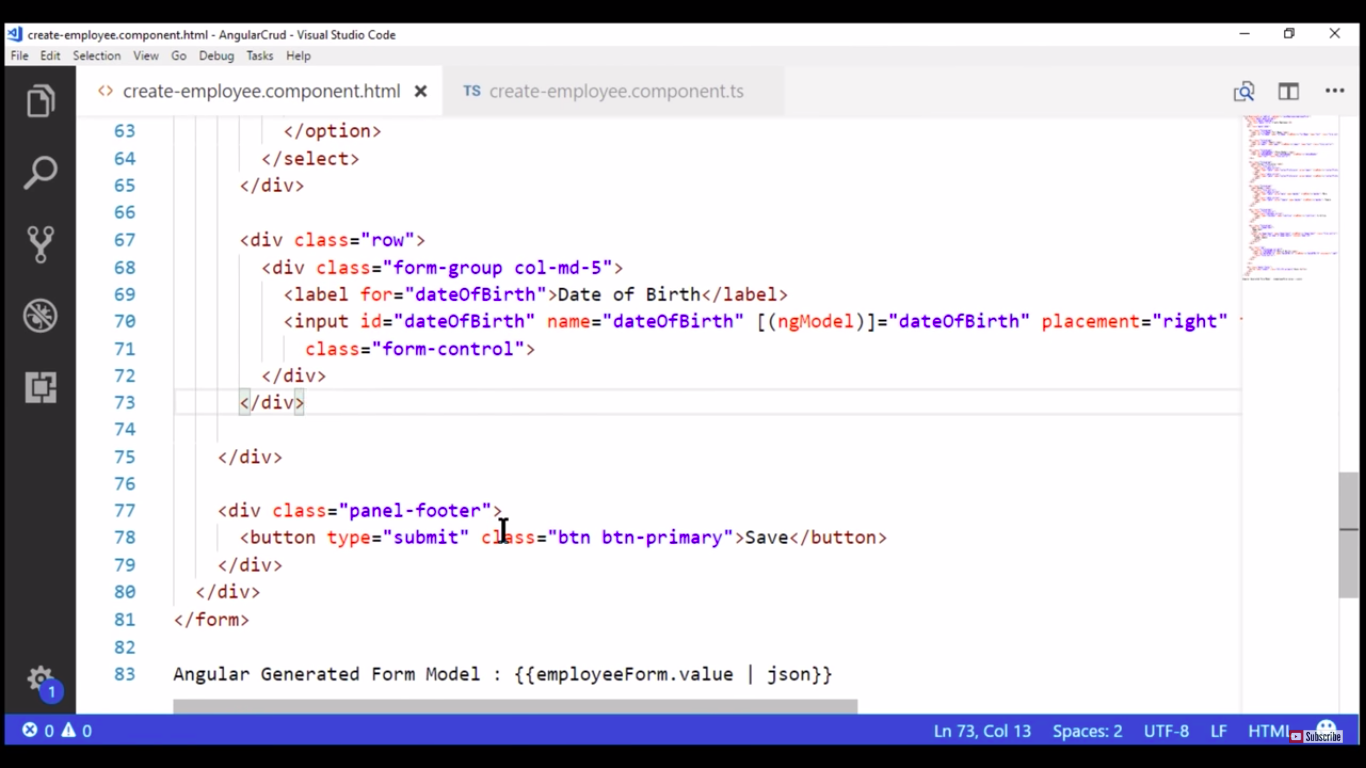 create-employee.component.html - AngularCrud - Visual Studio Code
File Edit Selection View Go Debug Tasks Help
<> create-employee.component.html × TS create-employee.component.ts
63 </option>
64 </select>
65 </div>
66
67 <div class="row">
68 <div class="form-group col-md-5">
69 <label for="dateOfBirth">Date of Birth</label>
70 <input id="dateOfBirth" name="dateOfBirth" [(ngModel)]="dateOfBirth" placement="right"
71 class="form-control">
72 </div>
73 </div>
74
75 </div>
76
77 <div class="panel-footer">
78 <button type="submit" class="btn btn-primary">Save</button>
79 </div>
80 </div>
81 </form>
82
83 Angular Generated Form Model : {{employeeForm.value | json}}
1
0 0 Ln 73, Col 13 Spaces: 2 UTF-8 LF HTML Subscribe